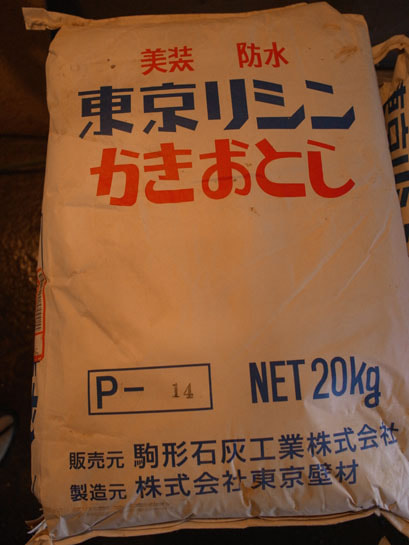 美装 防水
東京リシン
かきおとし
P- 14
NET 20kg
販売元 駒形石灰工業株式会社
製造元 株式会社東京壁材